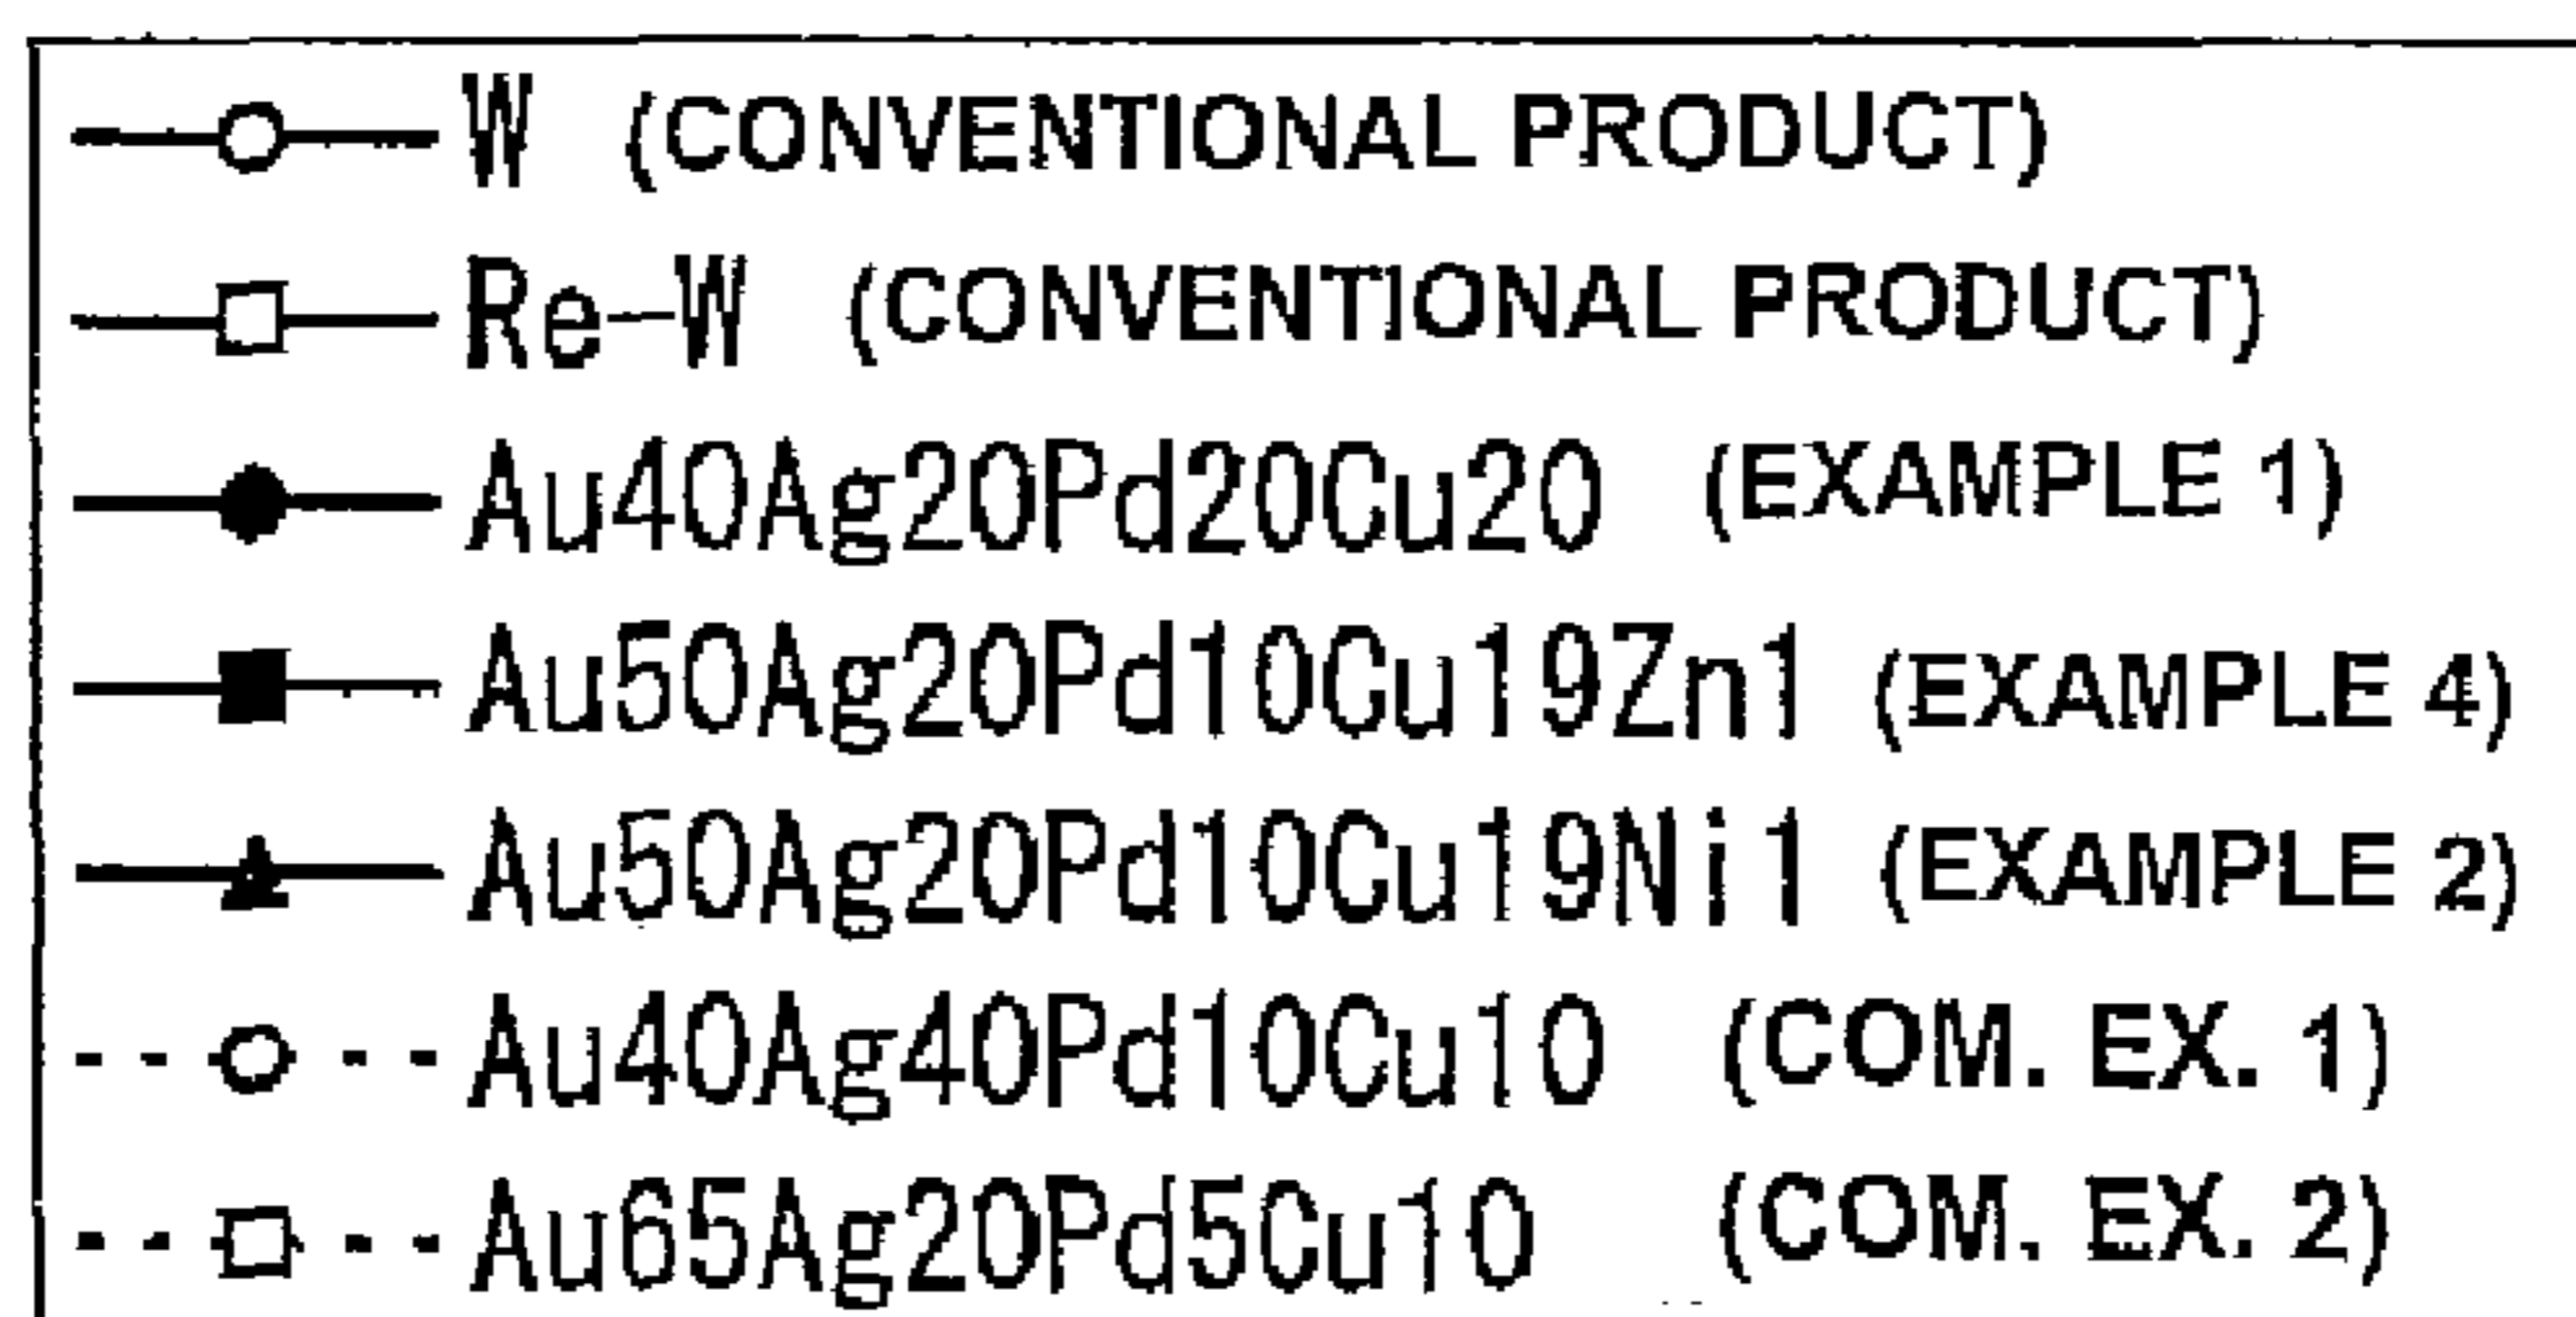 W (CONVENTIONAL PRODUCT)
Re-W (CONVENTIONAL PRODUCT)
Au40Ag20Pd20Cu20 (EXAMPLE 1)
Au50Ag20Pd10Cu19Zn1 (EXAMPLE 4)
Au50Ag20Pd10Cu19Ni1 (EXAMPLE 2)
Au40Ag40Pd10Cu10 (COM. EX. 1)
Au65Ag20Pd5Cu10 (COM. EX. 2)